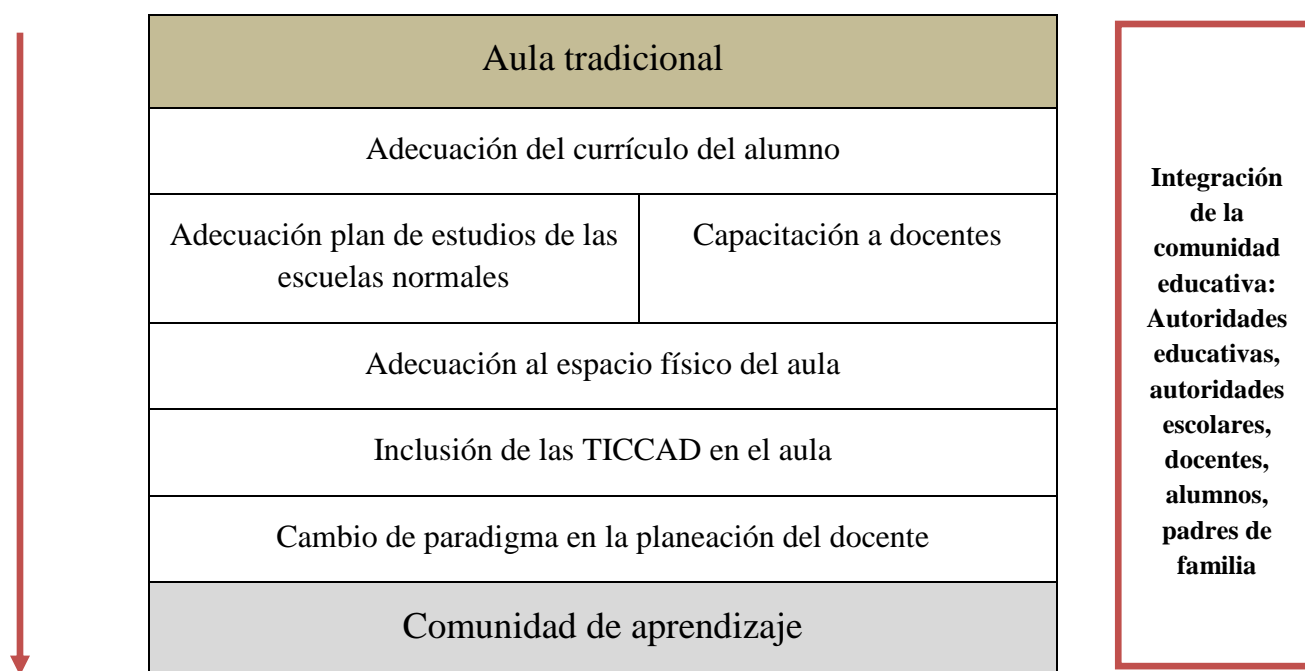 Aula tradicional
Adecuación del currículo del alumno
Adecuación plan de estudios de las
escuelas normales
Capacitación a docentes
Adecuación al espacio físico del aula
Inclusión de las TICCAD en el aula
Cambio de paradigma en la planeación del docente
Comunidad de aprendizaje
Integración
de la
comunidad
educativa:
Autoridades
educativas,
autoridades
escolares,
docentes,
alumnos,
padres de
familia